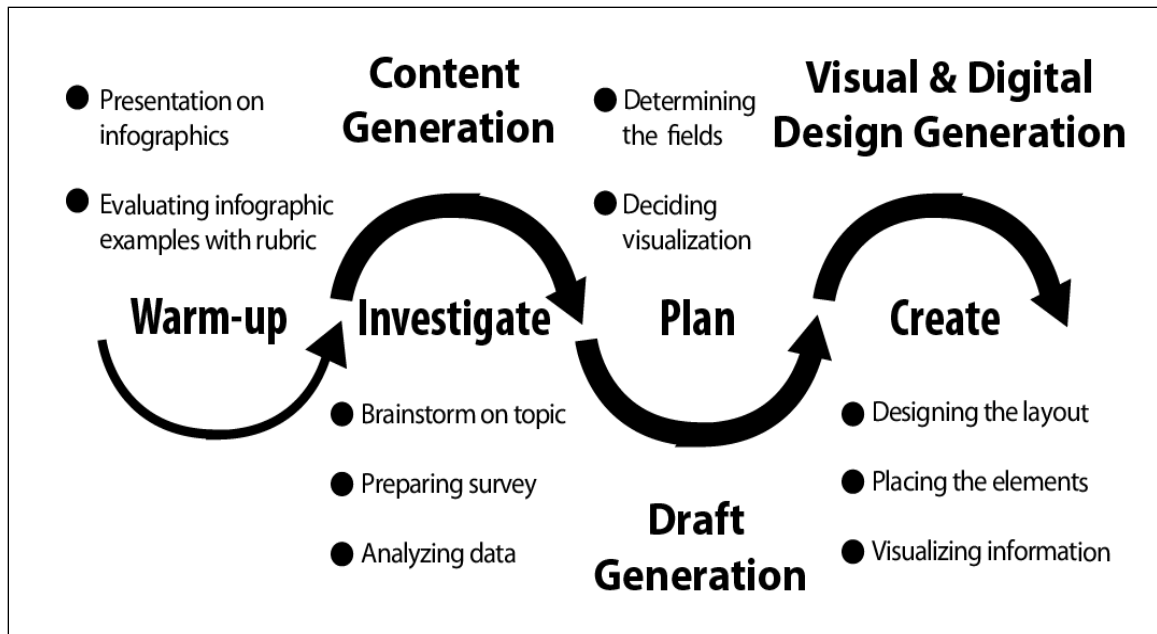 Presentation on
infographics
Evaluating infographic
examples with rubric
Warm-up
Content
Generation
Investigate
Brainstorm on topic
Preparing survey
Analyzing data
Determining
the fields
Deciding
visualization
Plan
Draft
Generation
Visual & Digital
Design Generation
Create
Designing the layout
Placing the elements
Visualizing information